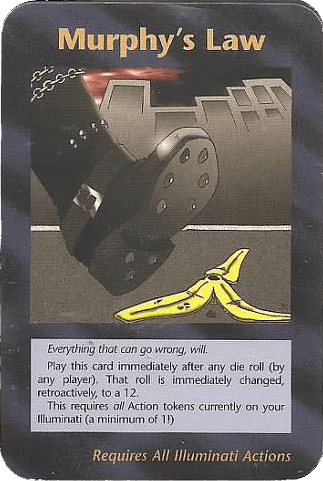 Murphy's Law
Everything that can go wrong, will.
Play this card immediately after any die roll (by
any player). That roll is immediately changed,
retroactively, to a 12.
This requires all Action tokens currently on your
Illuminati (a minimum of 1!)
Requires All Illuminati Actions